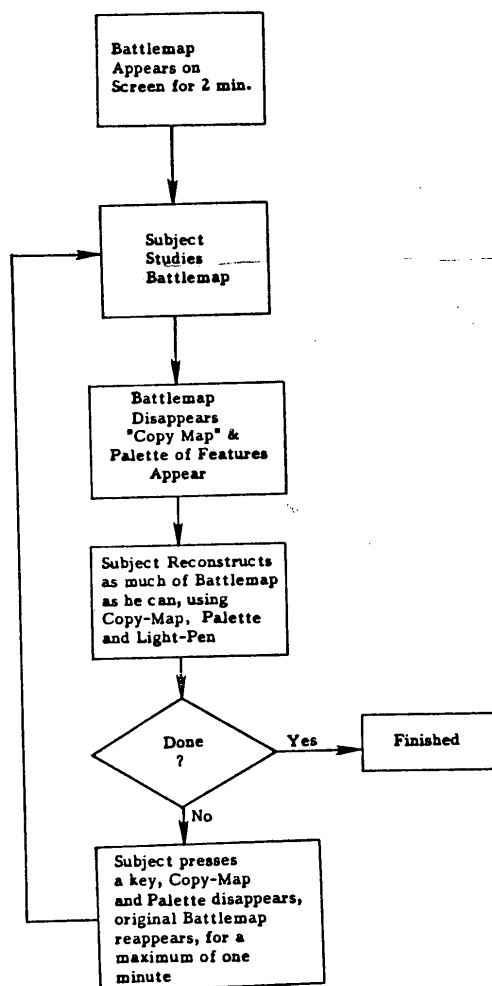 Battlemap
Appears on
Screen for 2 min.
Subject
Studies
Battlemap
Battlemap
Disappears
"Copy Map" &
Palette of Features
Appear
Subject Reconstructs
as much of Battlemap
as he can, using
Copy-Map, Palette
and Light-Pen
Done
?
Yes
Finished
No
Subject presses
a key, Copy-Map
and Palette disappears,
original Battlemap
reappears, for a
maximum of one
minute